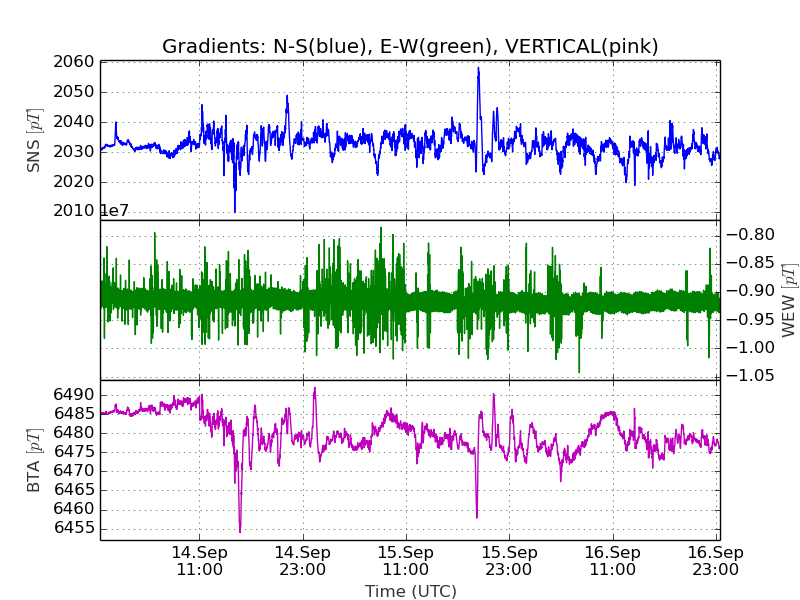 Gradients: N-S(blue), E-W(green), VERTICAL(pink)
2060
2050
2040
2030
2020
2010
SNS [pT]
1e7
−0.80
−0.85
−0.90
−0.95
−1.00
−1.05
WEW [pT]
6490
6485
6480
6475
6470
6465
6460
6455
BTA [pT]
14.Sep 14.Sep 15.Sep 15.Sep 16.Sep 16.Sep
11:00 23:00 11:00 23:00 11:00 23:00
Time (UTC)